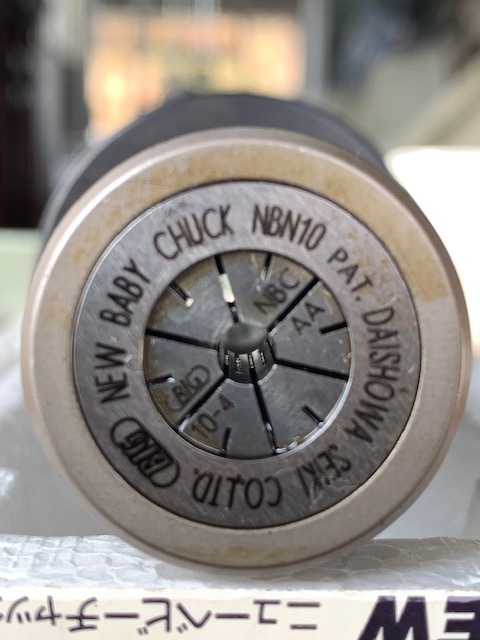 NEW BABY CHUCK NBN10 PAT. DAISHOWA SEIKI CO.LTD. BIG
NBC
AA
BIG
10-4
ニューベビーチャッ
EW